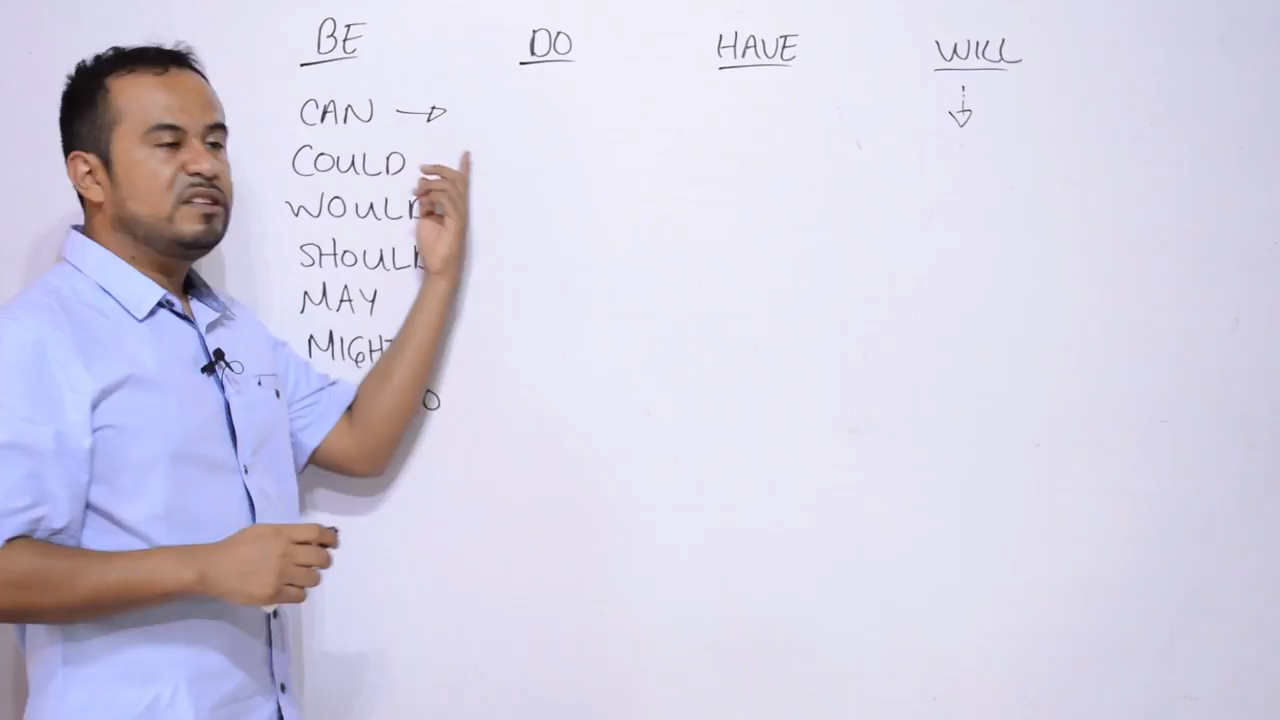 BE DO HAVE WILL
CAN →
COULD
WOULD
SHOULD
MAY
MIGHT